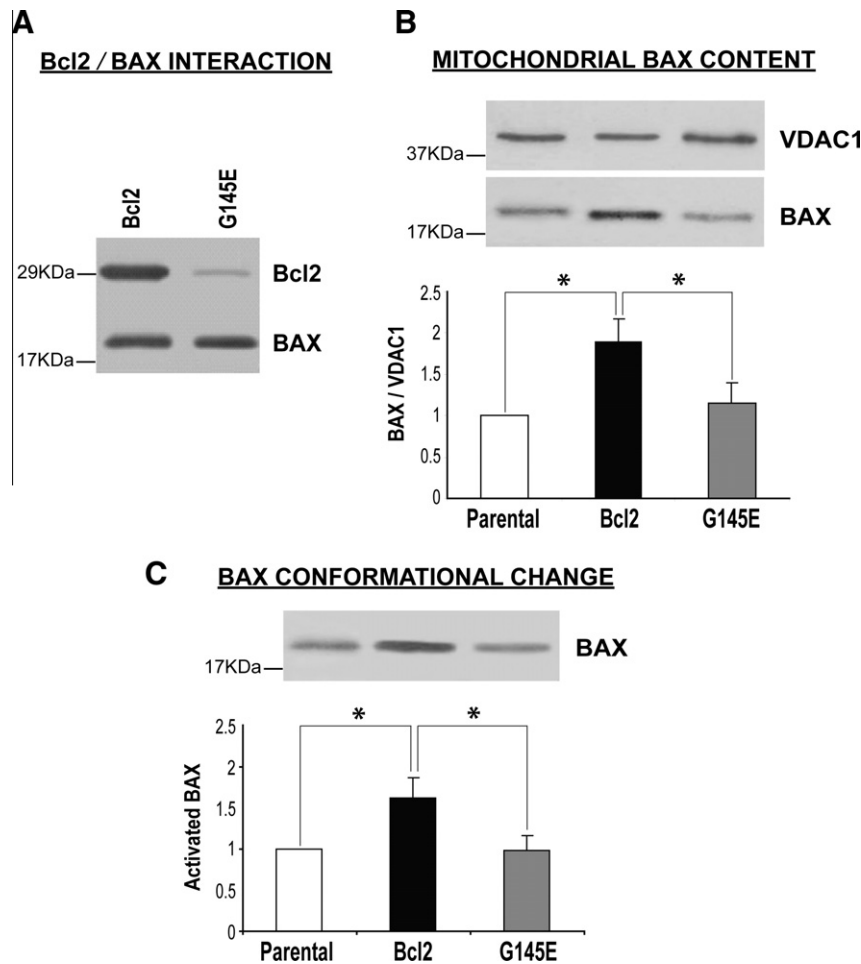 A
Bcl2 / BAX INTERACTION
Bcl2
G145E
29KDa
Bcl2
BAX
17KDa
B
MITOCHONDRIAL BAX CONTENT
VDAC1
37KDa
BAX
17KDa
2.5
2
1.5
1
0.5
0
BAX / VDAC1
* *
Parental Bcl2 G145E
C
BAX CONFORMATIONAL CHANGE
BAX
17KDa
2.5
2
1.5
1
0.5
0
Activated BAX
* *
Parental Bcl2 G145E